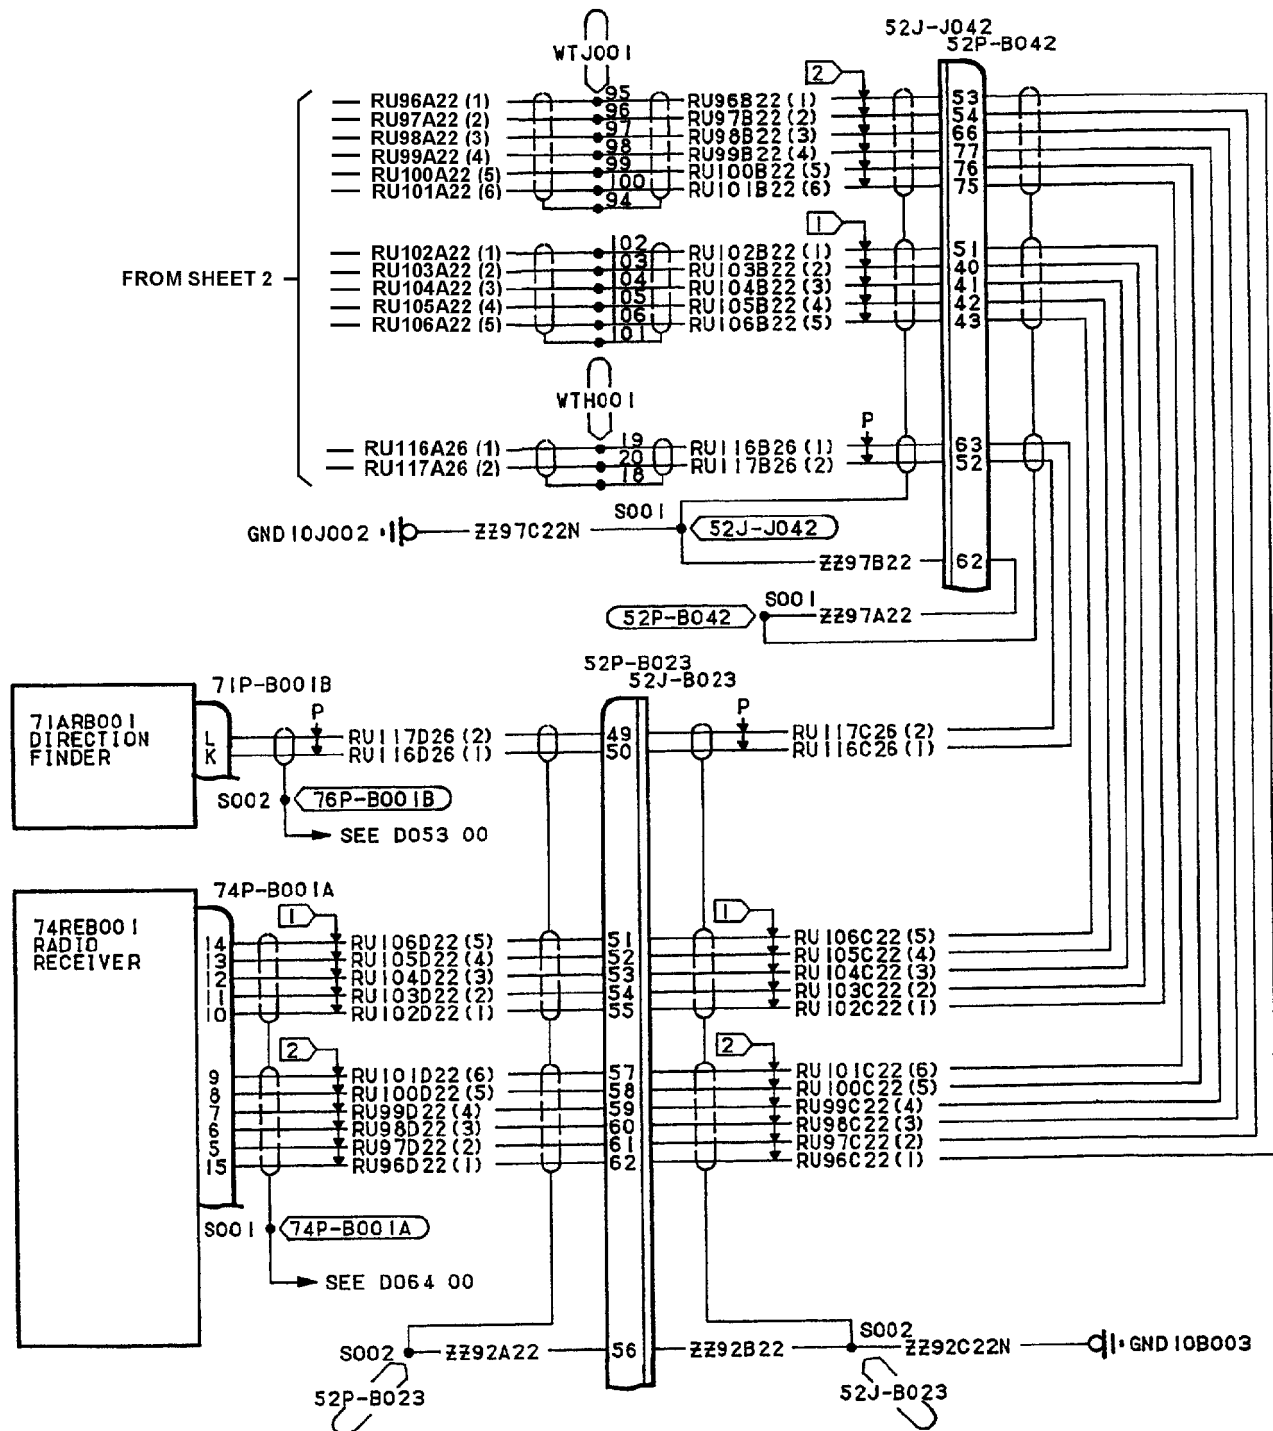 52J-J042
52P-B042
WTJ001
2
RU96A22 (1) 95 RU96B22 (1) 53
RU97A22 (2) 96 RU97B22 (2) 54
RU98A22 (3) 97 RU98B22 (3) 66
RU99A22 (4) 98 RU99B22 (4) 77
RU100A22 (5) 99 RU100B22 (5) 76
RU101A22 (6) 100 RU101B22 (6) 75
94
1
RU102A22 (1) 102 RU102B22 (1) 51
FROM SHEET 2
RU103A22 (2) 103 RU103B22 (2) 40
RU104A22 (3) 104 RU104B22 (3) 41
RU105A22 (4) 105 RU105B22 (4) 42
RU106A22 (5) 106 RU106B22 (5) 43
101
WTH001
P
RU116A26 (1) 19 RU116B26 (1) 63
RU117A26 (2) 20 RU117B26 (2) 52
18
S001
GND10J002 ZZ97C22N 52J-J042
ZZ97B22 62
S001
52P-B042 ZZ97A22
52P-B023
52J-B023
71P-B001B
71ARB001
DIRECTION
FINDER
P P
L RU117D26 (2) 49 RU117C26 (2)
K RU116D26 (1) 50 RU116C26 (1)
S002 76P-B001B
SEE D053 00
74P-B001A
74REB001
RADIO
RECEIVER
1 1
14 RU106D22 (5) 51 RU106C22 (5)
13 RU105D22 (4) 52 RU105C22 (4)
12 RU104D22 (3) 53 RU104C22 (3)
11 RU103D22 (2) 54 RU103C22 (2)
10 RU102D22 (1) 55 RU102C22 (1)
2 2
9 RU101D22 (6) 57 RU101C22 (6)
8 RU100D22 (5) 58 RU100C22 (5)
7 RU99D22 (4) 59 RU99C22 (4)
6 RU98D22 (3) 60 RU98C22 (3)
5 RU97D22 (2) 61 RU97C22 (2)
15 RU96D22 (1) 62 RU96C22 (1)
S001 74P-B001A
SEE D064 00
S002 ZZ92A22 56 ZZ92B22 S002 ZZ92C22N GND10B003
52P-B023 52J-B023